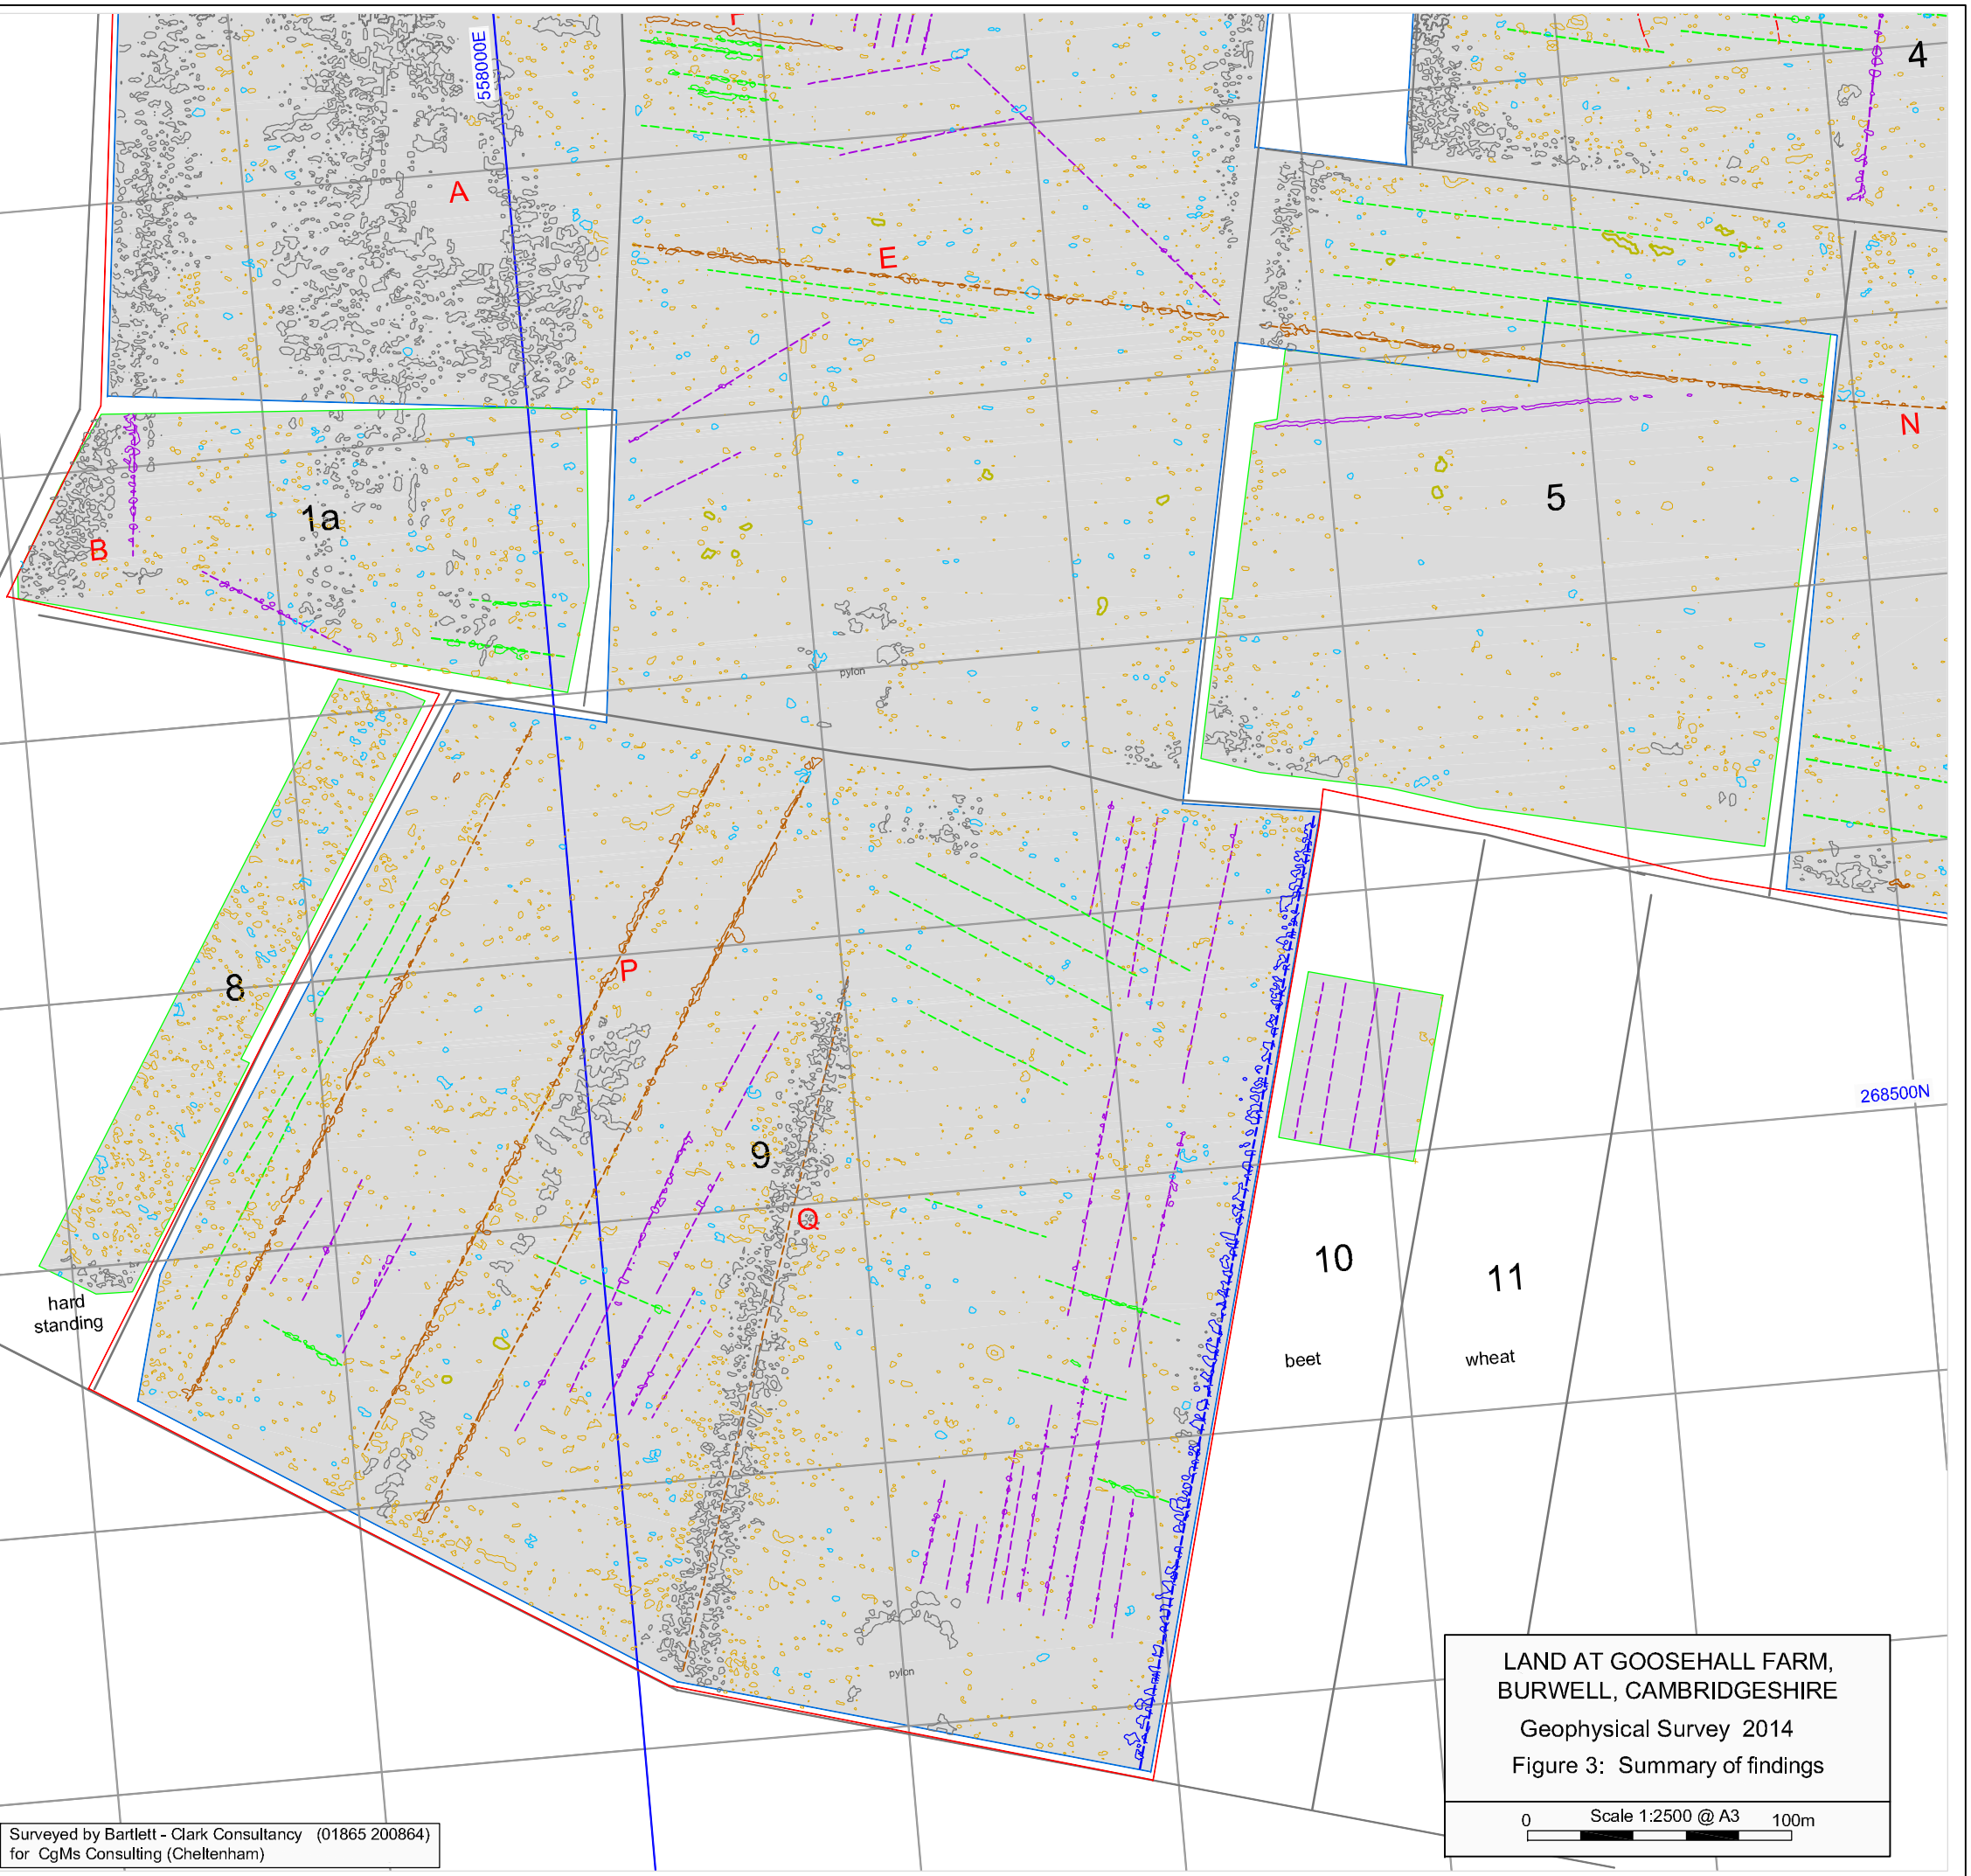 558000E
4
A
E
1a
B
5
N
pylon
8
P
9
Q
268500N
10
11
hard
standing
beet
wheat
pylon
LAND AT GOOSEHALL FARM,
BURWELL, CAMBRIDGESHIRE
Geophysical Survey 2014
Figure 3: Summary of findings
Scale 1:2500 @ A3
0 100m
Surveyed by Bartlett - Clark Consultancy (01865 200864)
for CgMs Consulting (Cheltenham)